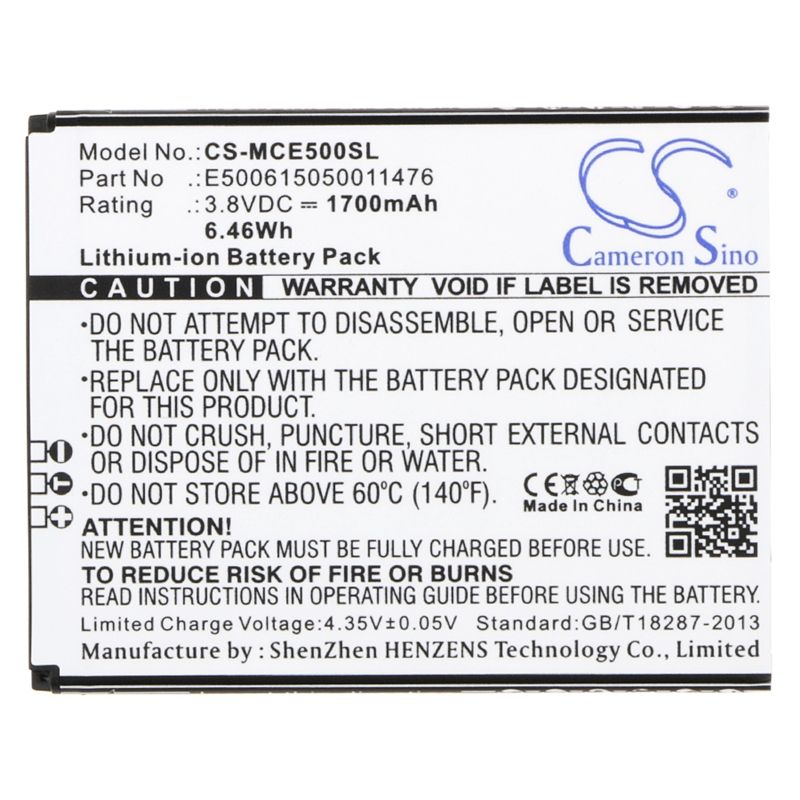 Model No.:CS-MCE500SL
Part No :E500615050011476
Rating :3.8VDC ⎓ 1700mAh
6.46Wh
Lithium-ion Battery Pack
CS ®
Cameron Sino
CAUTION WARRANTY VOID IF LABEL IS REMOVED
•DO NOT ATTEMPT TO DISASSEMBLE, OPEN OR SERVICE
THE BATTERY PACK.
•REPLACE ONLY WITH THE BATTERY PACK DESIGNATED
FOR THIS PRODUCT.
•DO NOT CRUSH, PUNCTURE, SHORT EXTERNAL CONTACTS
OR DISPOSE OF IN FIRE OR WATER.
•DO NOT STORE ABOVE 60°C (140°F).
CE
Made In China
ATTENTION!
NEW BATTERY PACK MUST BE FULLY CHARGED BEFORE USE.
TO REDUCE RISK OF FIRE OR BURNS
READ SAFETY INSTRUCTIONS BEFORE USING THE BATTERY.
Limited Charge Voltage:4.35V±0.05V Standard:GB/T18287-2013
Manufacture by : ShenZhen HENZENS Technology Co., Limited